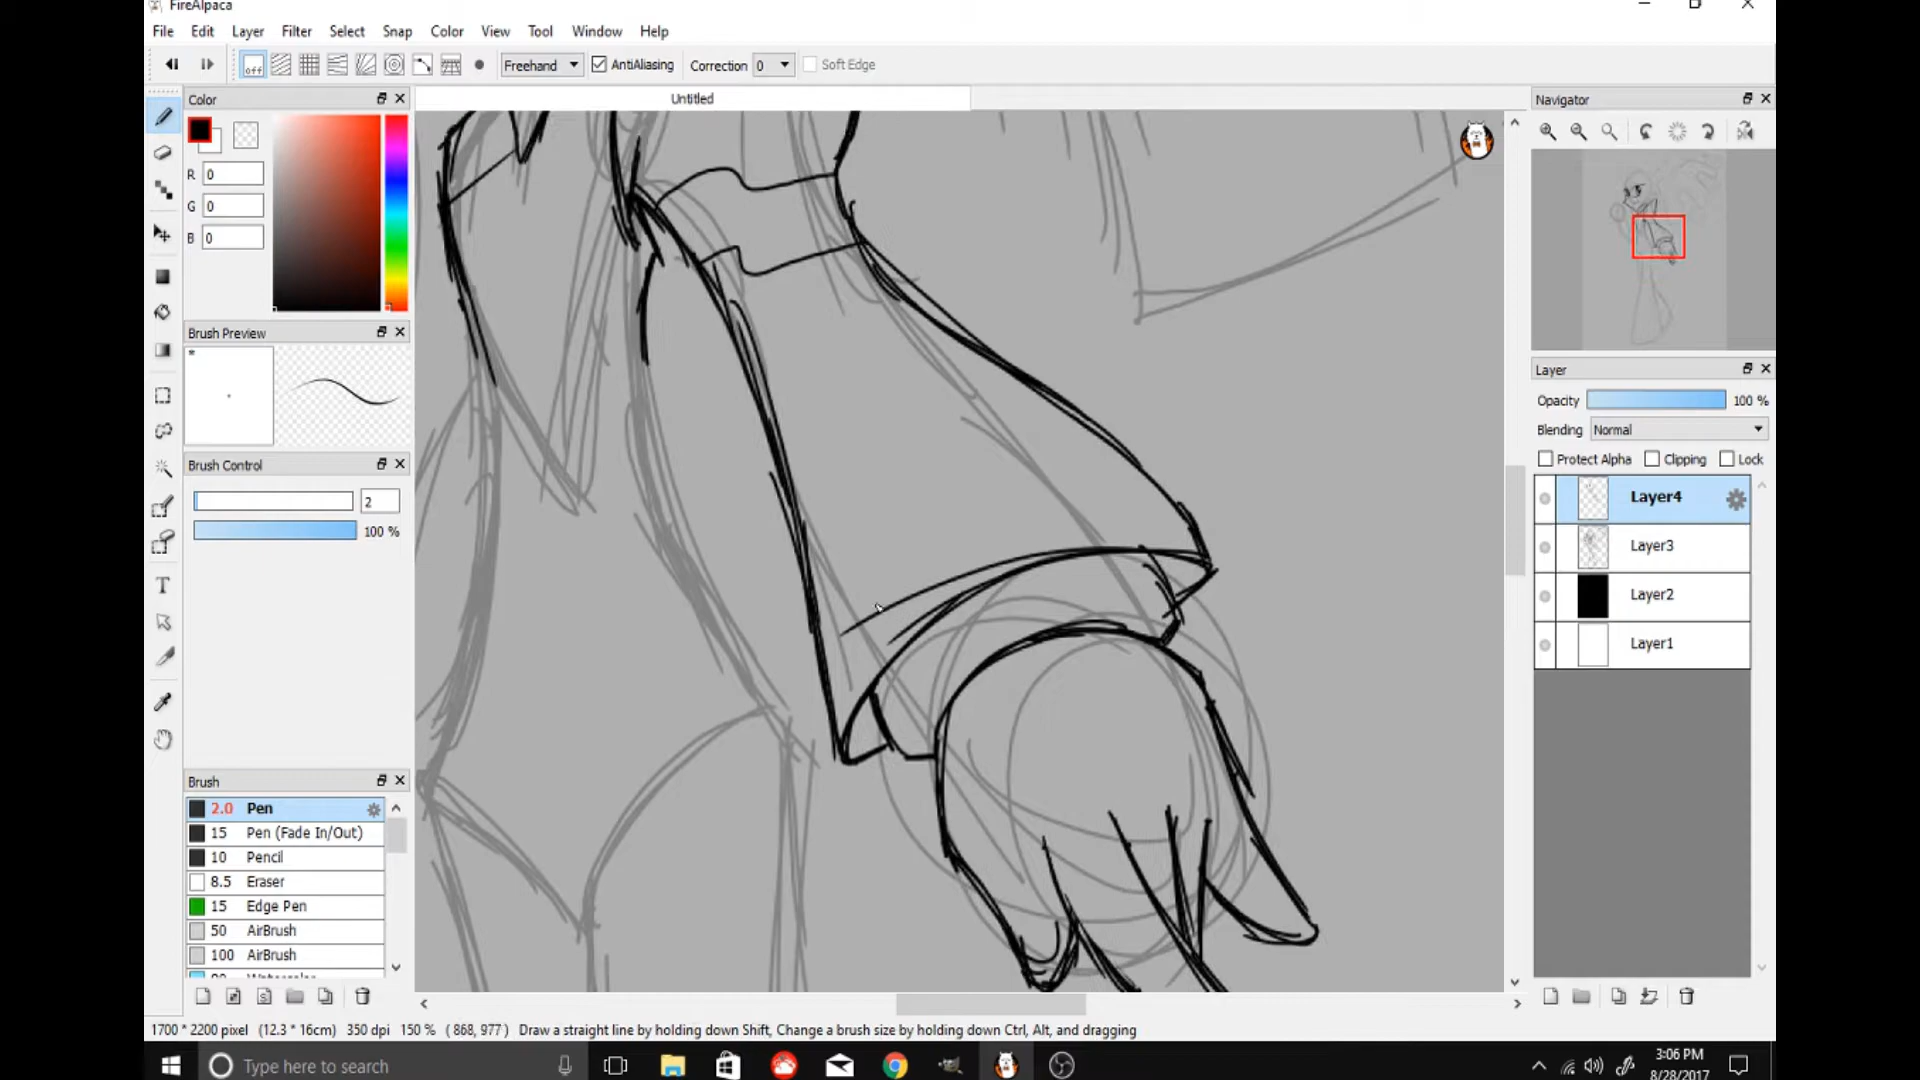 FireAlpaca
File Edit Layer Filter Select Snap Color View Tool Window Help
off Freehand AntiAliasing Correction 0 Soft Edge
Color
Untitled
Navigator
R 0
G 0
B 0
Brush Preview
*
Layer
Opacity 100 %
Blending Normal
Protect Alpha Clipping Lock
Brush Control
2
100 %
Layer4
Layer3
Layer2
Layer1
Brush
2.0 Pen
15 Pen (Fade In/Out)
10 Pencil
8.5 Eraser
15 Edge Pen
50 AirBrush
100 AirBrush
1700 * 2200 pixel (12.3 * 16cm) 350 dpi 150 % ( 868, 977 ) Draw a straight line by holding down Shift, Change a brush size by holding down Ctrl, Alt, and dragging
Type here to search
3:06 PM
8/28/2017